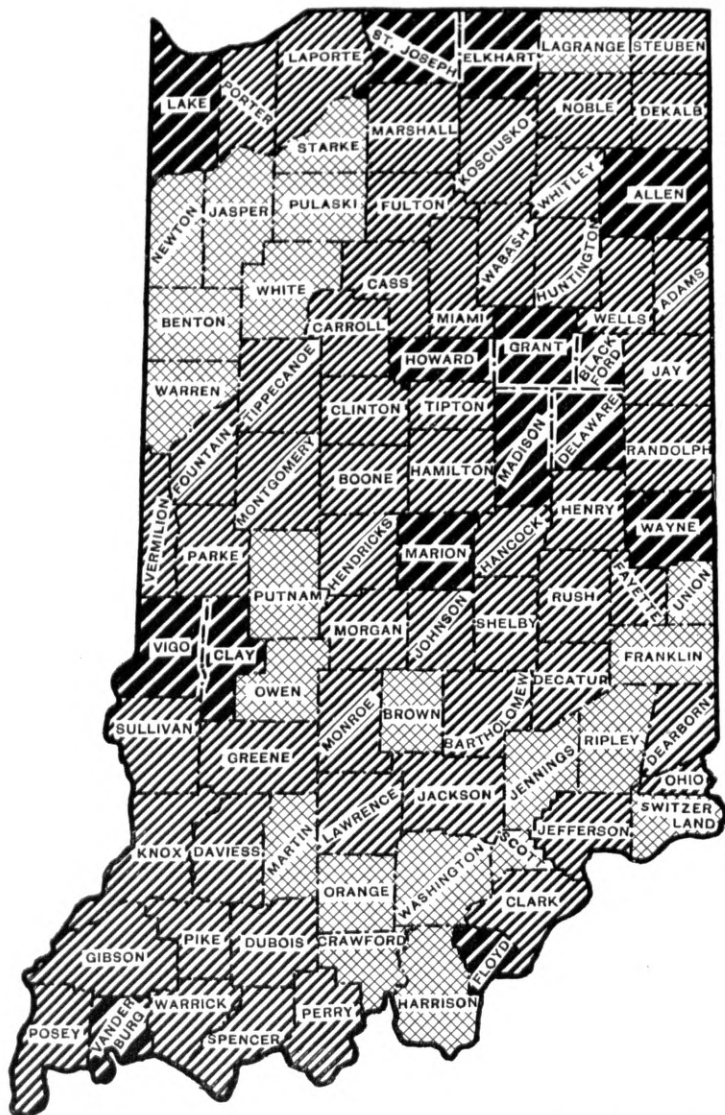 ST. JOSEPH
ELKHART
LAGRANGE
STEUBEN
LAPORTE
LAKE
PORTER
NOBLE
DEKALB
MARSHALL
KOSCIUSKO
STARKE
WHITLEY
ALLEN
PULASKI
FULTON
JASPER
NEWTON
WABASH
HUNTINGTON
WHITE
CASS
MIAMI
WELLS
ADAMS
BENTON
CARROLL
HOWARD
GRANT
BLACK
FORD
JAY
WARREN
TIPPECANOE
CLINTON
TIPTON
MADISON
DELAWARE
RANDOLPH
FOUNTAIN
MONTGOMERY
BOONE
HAMILTON
HENRY
WAYNE
VERMILION
PARKE
HENDRICKS
MARION
HANCOCK
PUTNAM
RUSH
FAYETTE
UNION
VIGO
CLAY
MORGAN
JOHNSON
SHELBY
FRANKLIN
OWEN
DECATUR
SULLIVAN
GREENE
MONROE
BROWN
BARTHOLOMEW
RIPLEY
DEARBORN
JENNINGS
OHIO
SWITZER
LAND
LAWRENCE
JACKSON
JEFFERSON
KNOX
DAVIESS
MARTIN
SCOTT
ORANGE
WASHINGTON
CLARK
GIBSON
PIKE
DUBOIS
CRAWFORD
FLOYD
HARRISON
POSEY
VANDER
BURG
WARRICK
SPENCER
PERRY